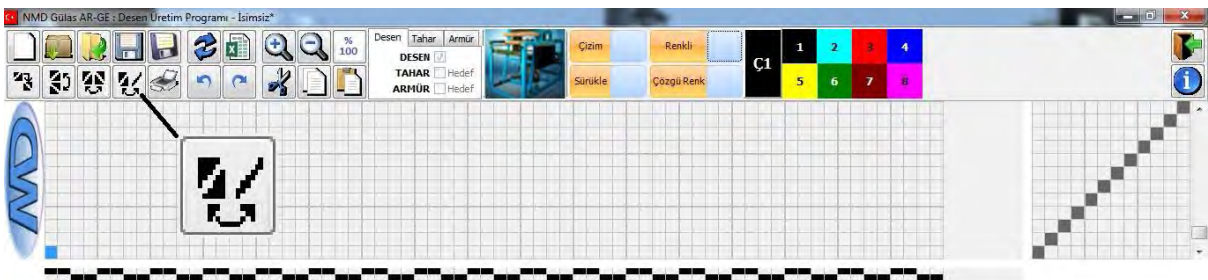 NMD Gülas AR-GE : Desen Üretim Programı - İsimsiz*
% 100
Desen Tahar Armür
DESEN
TAHAR Hedef
ARMÜR Hedef
Çizim
Renkli
Sürükle
Çözgü Renk
Ç1
1 2 3 4
5 6 7 8
MD